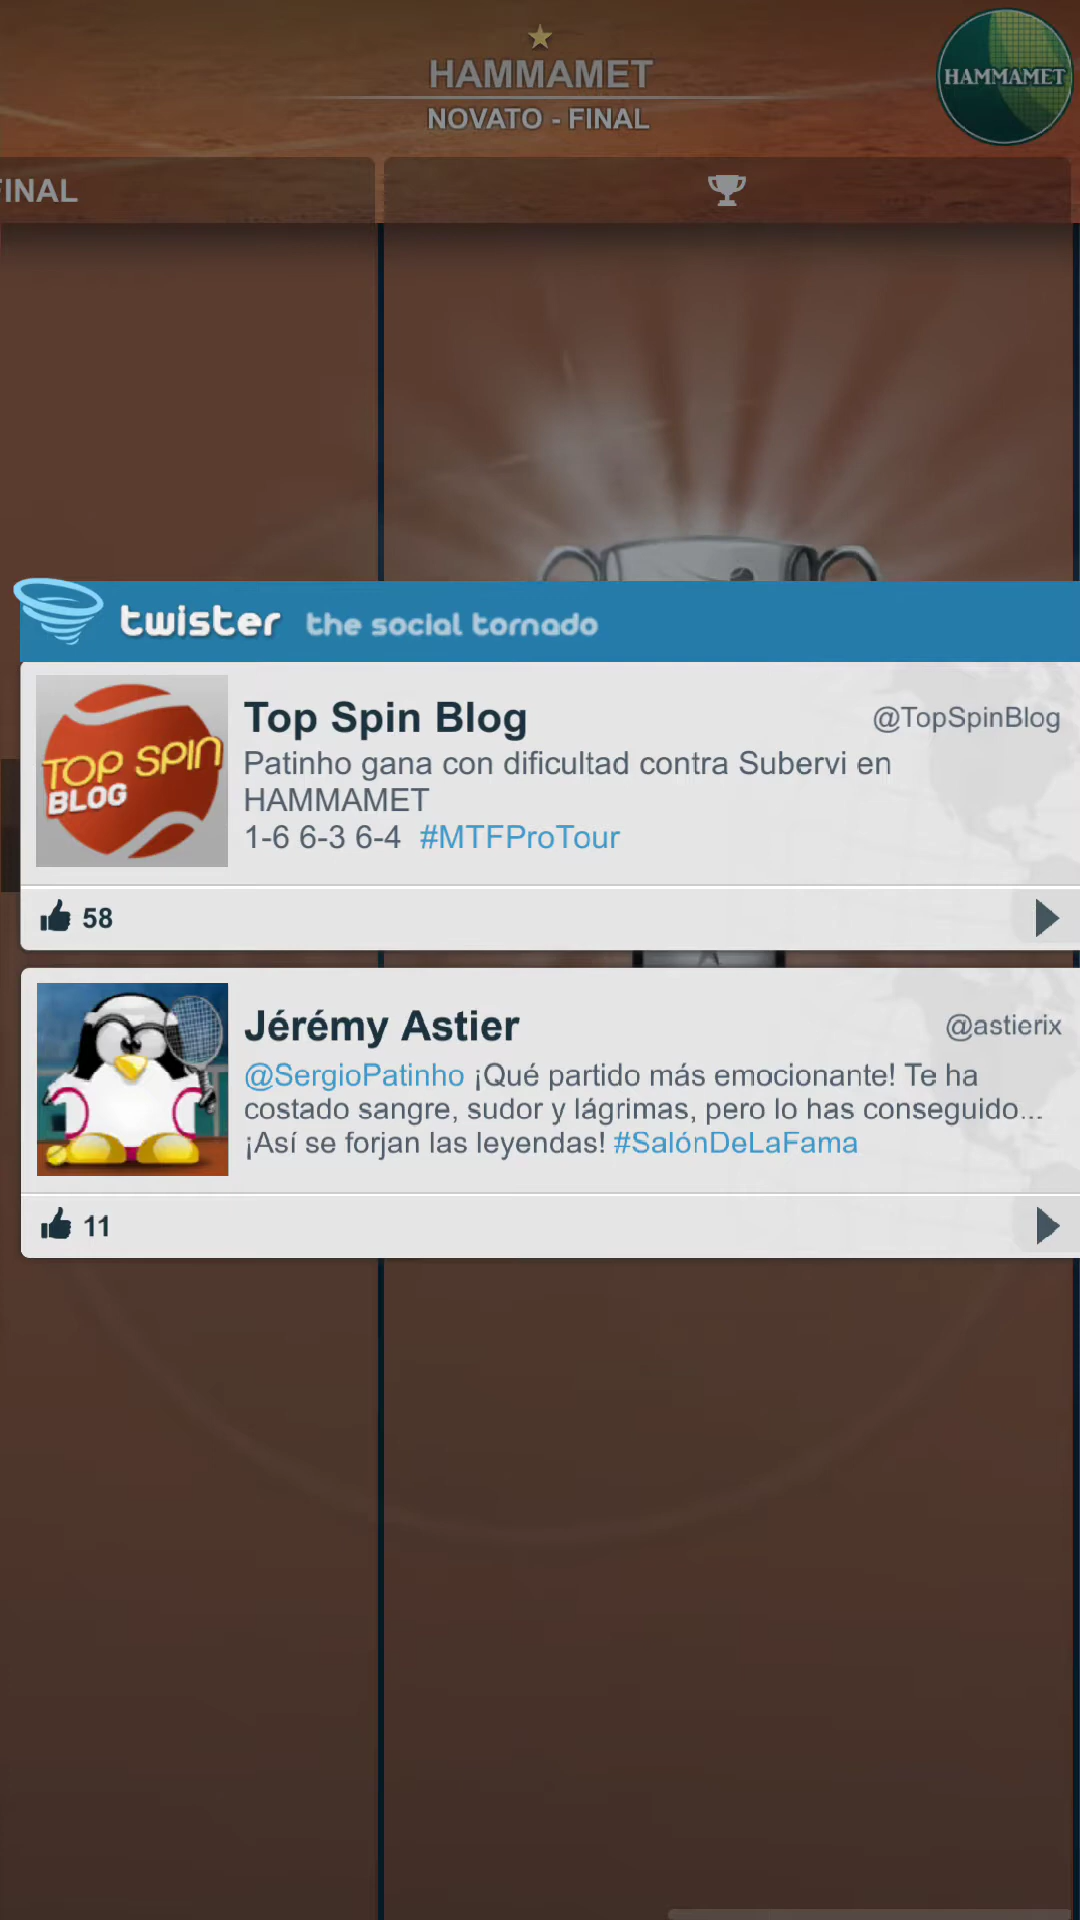 HAMMAMET
NOVATO - FINAL
HAMMAMET
FINAL
twister the social tornado
TOP SPIN
BLOG
Top Spin Blog @TopSpinBlog
Patinho gana con dificultad contra Subervi en
HAMMAMET
1-6 6-3 6-4 #MTFProTour
58
Jérémy Astier @astierix
@SergioPatinho ¡Qué partido más emocionante! Te ha
costado sangre, sudor y lágrimas, pero lo has conseguido...
¡Así se forjan las leyendas! #SalónDeLaFama
11